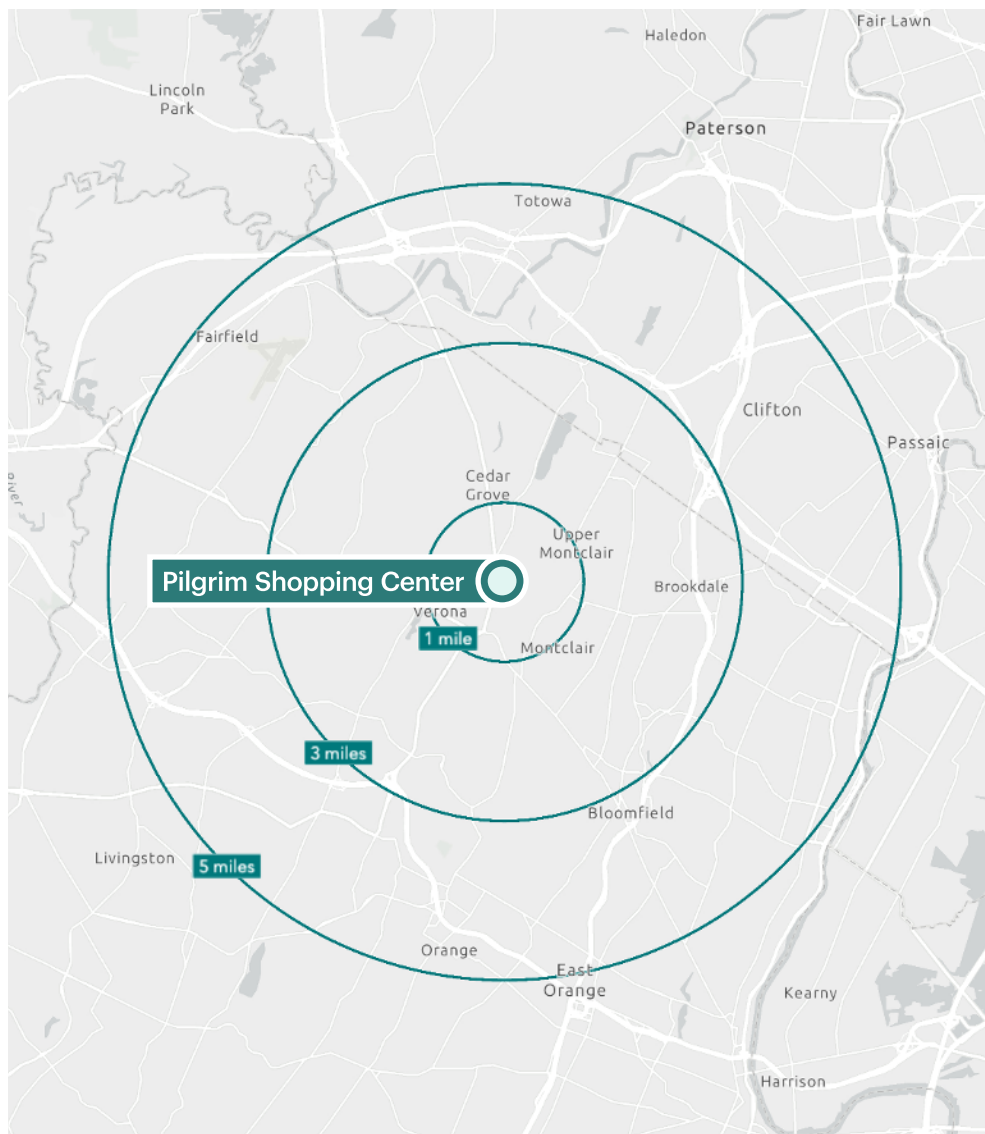 Fair Lawn
Haledon
Lincoln
Park
Paterson
Totowa
Fairfield
Clifton
Passaic
River
Cedar
Grove
Upper
Montclair
Pilgrim Shopping Center
Brookdale
Verona
1 mile
Montclair
3 miles
Bloomfield
Livingston
5 miles
Orange
East
Orange
Kearny
Harrison